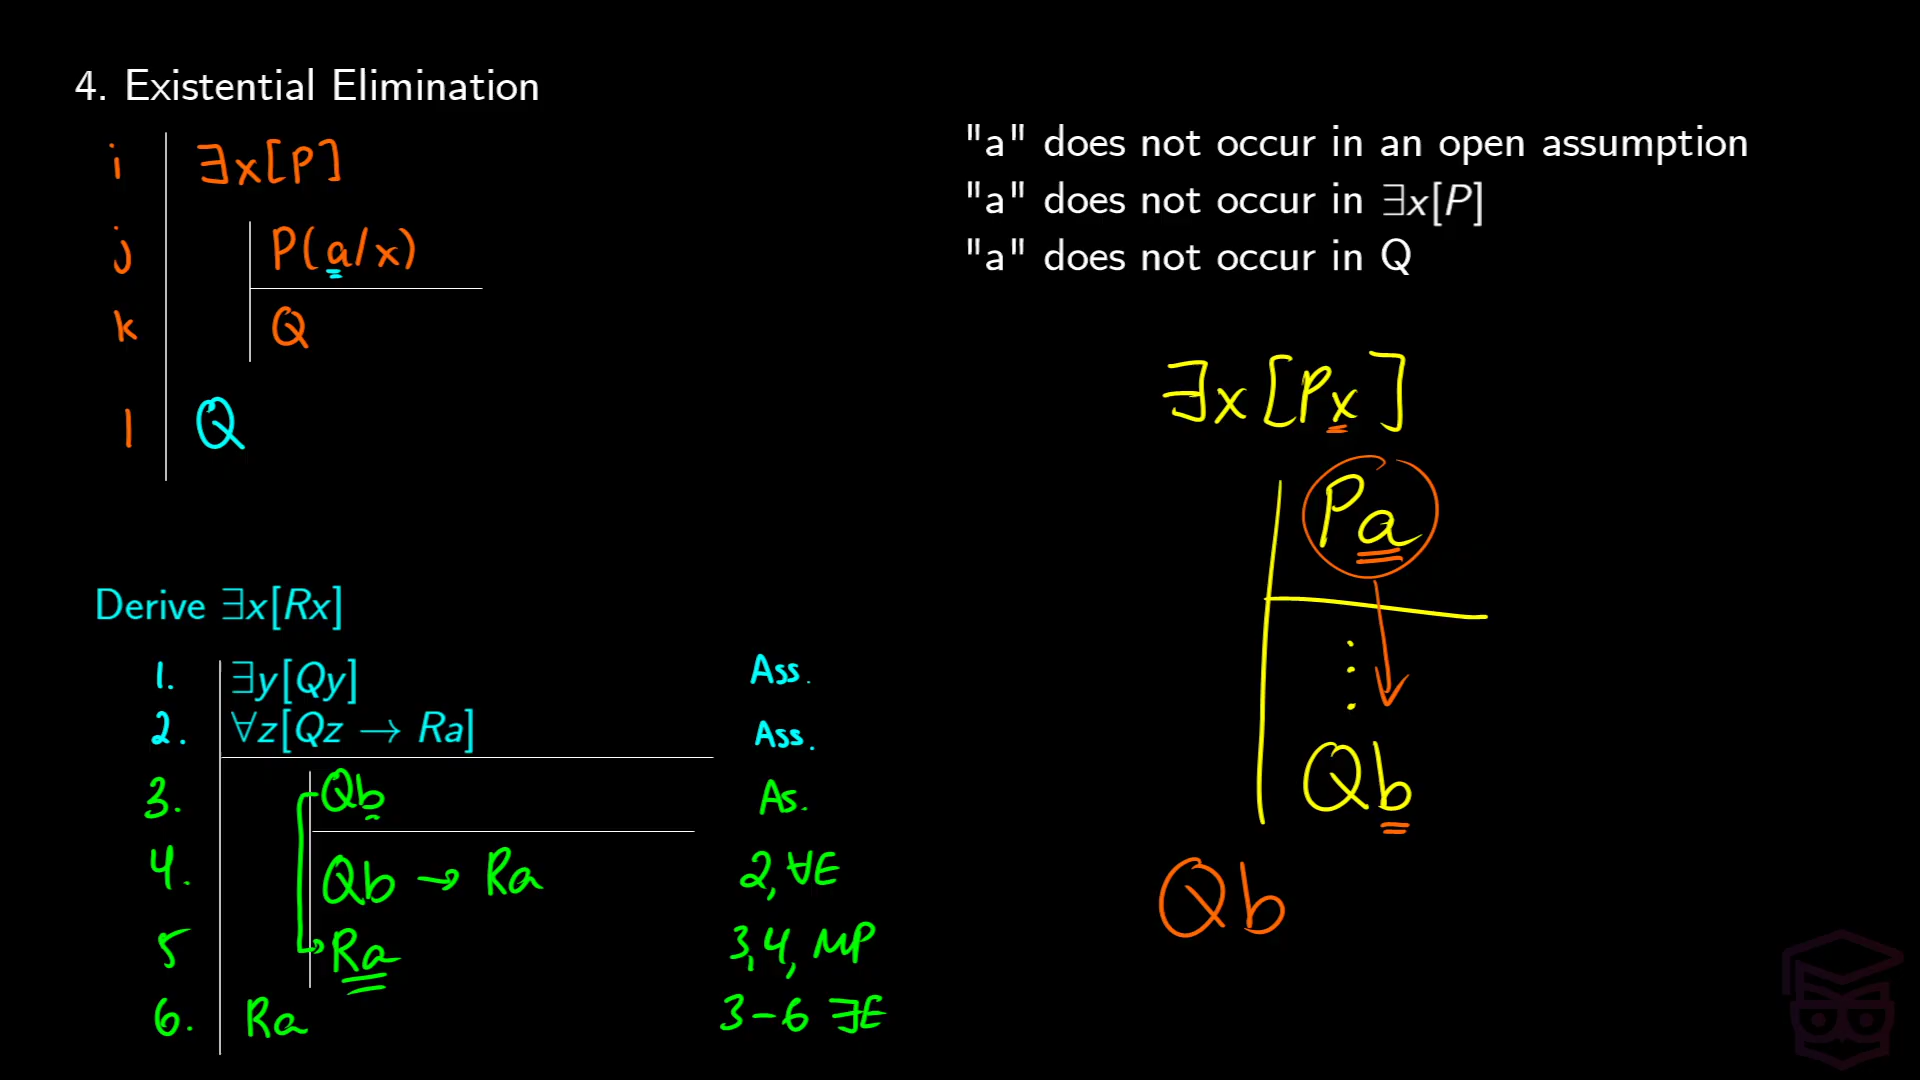 4. Existential Elimination
i ∃x[P]
j P(a/x)
k Q
l Q
"a" does not occur in an open assumption
"a" does not occur in ∃x[P]
"a" does not occur in Q
∃x[Px]
Pa
⋮
Qb
Qb
Derive ∃x[Rx]
1. ∃y[Qy] Ass.
2. ∀z[Qz → Ra] Ass.
3. Qb As.
4. Qb → Ra 2, ∀E
5 Ra 3,4, MP
6. Ra 3-6 ∃E